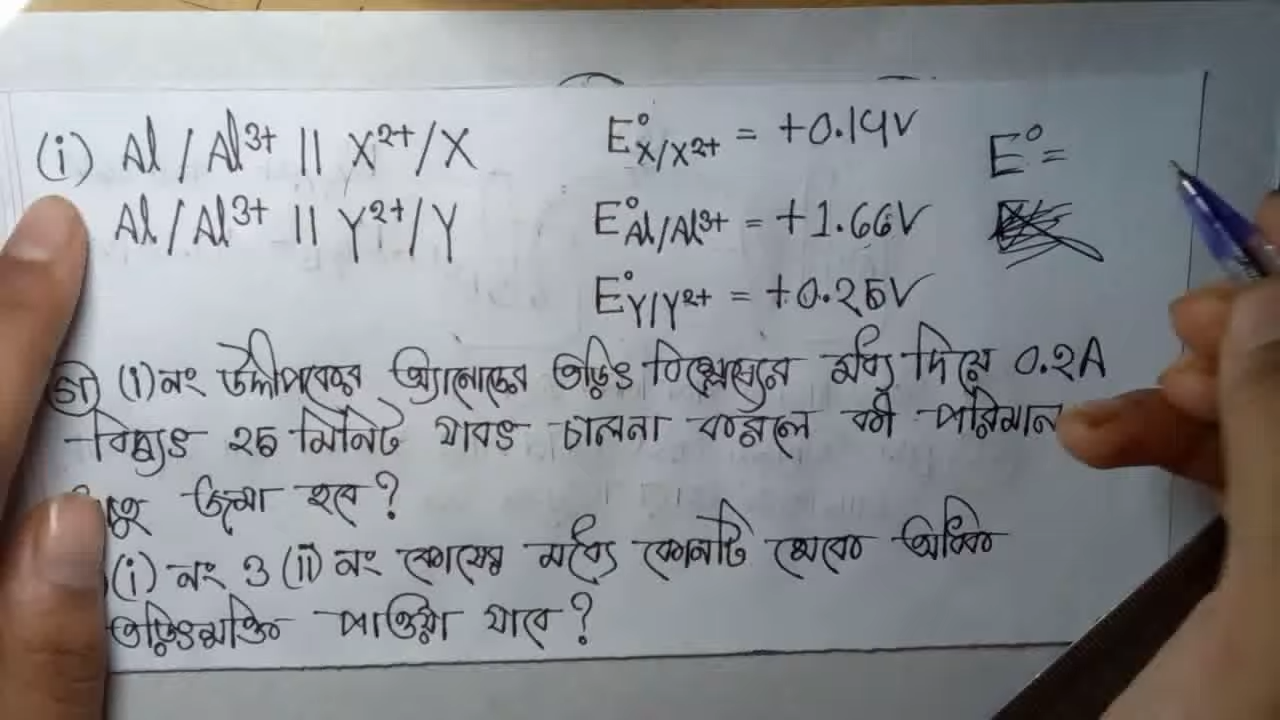 (i) Al / Al³⁺ || X²⁺/X E°X/X²⁺ = +0.14V E° =
Al/Al³⁺ || Y²⁺/Y E°Al/Al³⁺ = +1.66V
E°Y/Y²⁺ = +0.25V
গ) (i) নং উদ্দীপকের অ্যানোডের তড়িৎ বিশ্লেষ্যের মধ্য দিয়ে 0.2A
বিদ্যুৎ ২৫ মিনিট যাবৎ চালনা করলে কী পরিমান
জমা হবে?
(i) নং ও (ii) নং কোষের মধ্যে কোনটি থেকে অধিক
তড়িৎশক্তি পাওয়া যাবে?